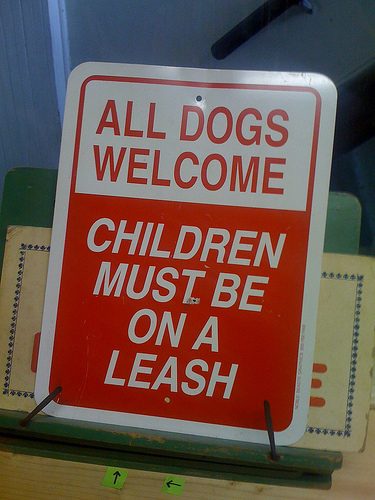 ALL DOGS
WELCOME
CHILDREN
MUST BE
ON A
LEASH